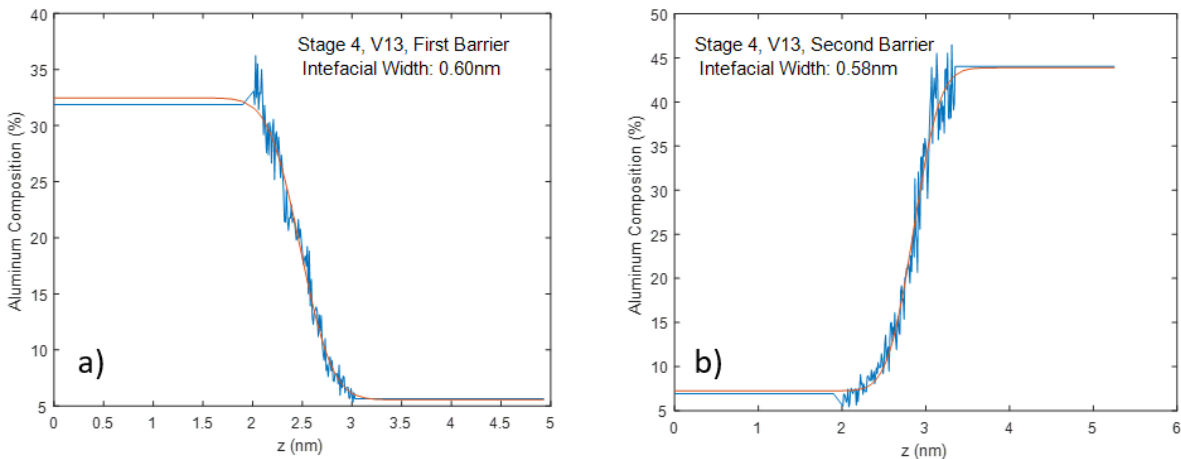 a)
Stage 4, V13, First Barrier
Intefacial Width: 0.60nm
Aluminum Composition (%)
40
35
30
25
20
15
10
5
0 0.5 1 1.5 2 2.5 3 3.5 4 4.5 5
z (nm)
b)
Stage 4, V13, Second Barrier
Intefacial Width: 0.58nm
Aluminum Composition (%)
50
45
40
35
30
25
20
15
10
5
0 1 2 3 4 5 6
z (nm)